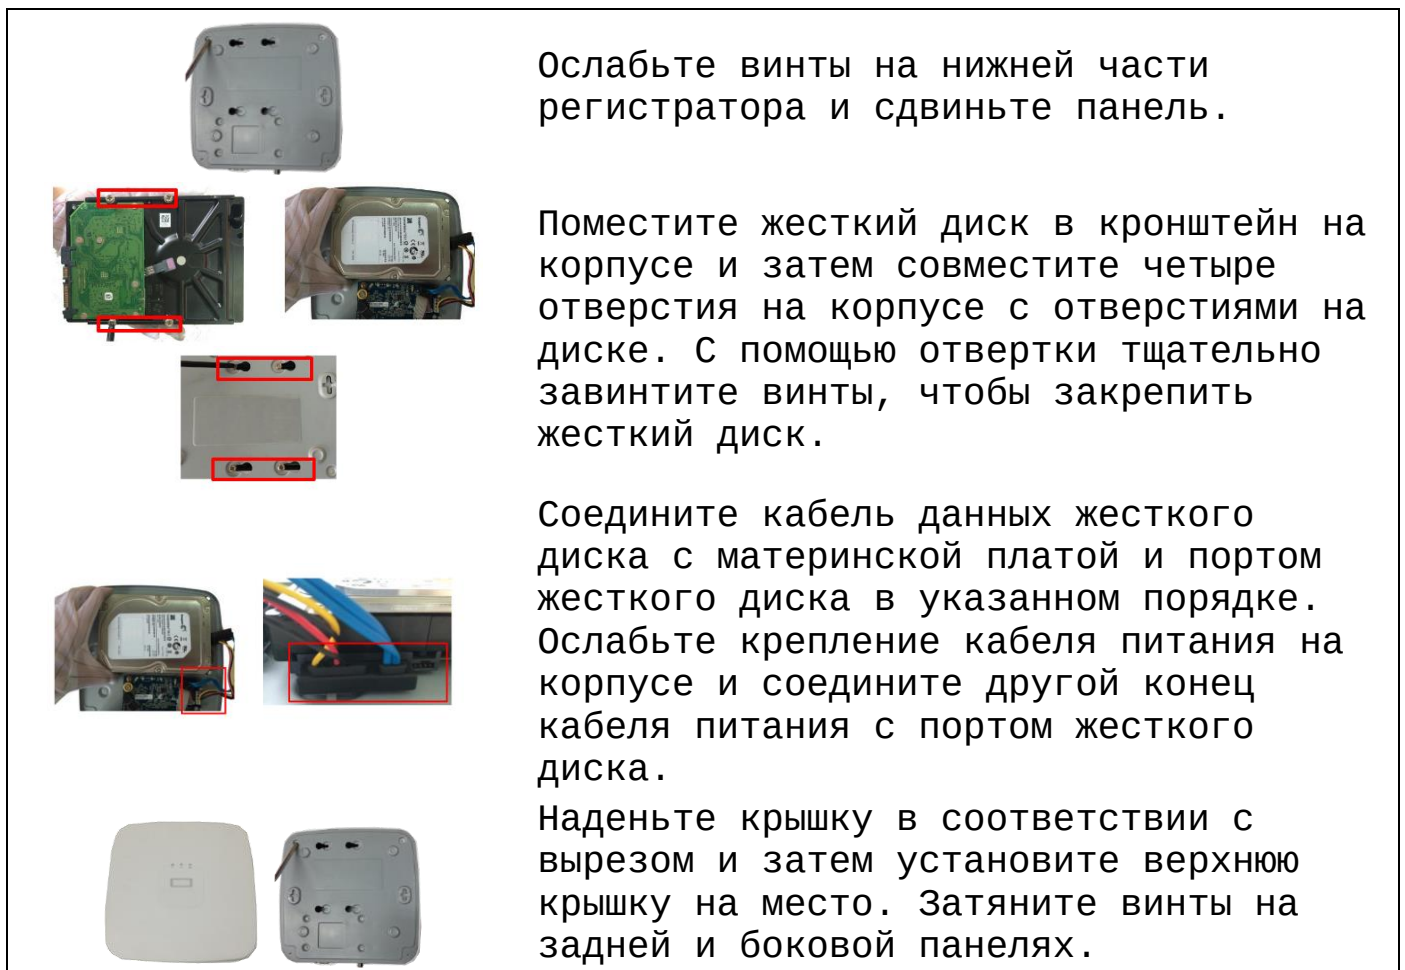 Ослабьте винты на нижней части
регистратора и сдвиньте панель.
Поместите жесткий диск в кронштейн на
корпусе и затем совместите четыре
отверстия на корпусе с отверстиями на
диске. С помощью отвертки тщательно
завинтите винты, чтобы закрепить
жесткий диск.
Соедините кабель данных жесткого
диска с материнской платой и портом
жесткого диска в указанном порядке.
Ослабьте крепление кабеля питания на
корпусе и соедините другой конец
кабеля питания с портом жесткого
диска.
Наденьте крышку в соответствии с
вырезом и затем установите верхнюю
крышку на место. Затяните винты на
задней и боковой панелях.